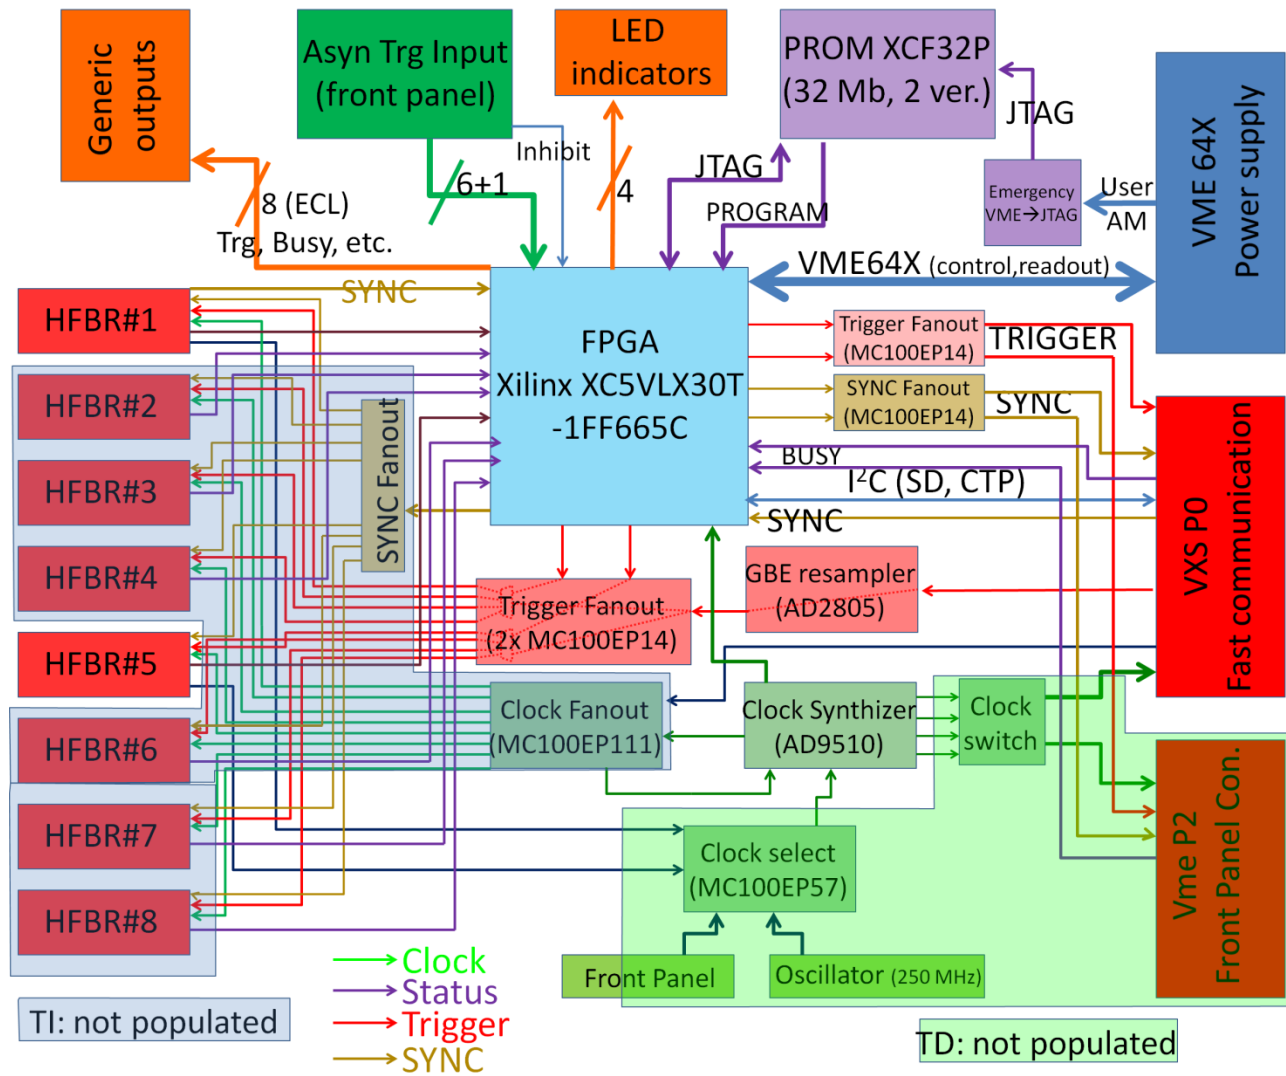 Generic
outputs
Asyn Trg Input
(front panel)
LED
indicators
PROM XCF32P
(32 Mb, 2 ver.)
VME 64X
Power supply
JTAG
Inhibit
6+1
4
JTAG
PROGRAM
Emergency
VME→JTAG
User
AM
8 (ECL)
Trg, Busy, etc.
VME64X (control,readout)
SYNC
HFBR#1
HFBR#2
HFBR#3
HFBR#4
HFBR#5
HFBR#6
HFBR#7
HFBR#8
SYNC Fanout
FPGA
Xilinx XC5VLX30T
-1FF665C
Trigger Fanout
(MC100EP14)
TRIGGER
SYNC Fanout
(MC100EP14)
SYNC
BUSY
I²C (SD, CTP)
SYNC
VXS P0
Fast communication
Trigger Fanout
(2x MC100EP14)
GBE resampler
(AD2805)
Clock Fanout
(MC100EP111)
Clock Synthizer
(AD9510)
Clock
switch
Vme P2
Front Panel Con.
Clock select
(MC100EP57)
Front Panel
Oscillator (250 MHz)
Clock
Status
Trigger
SYNC
TI: not populated
TD: not populated